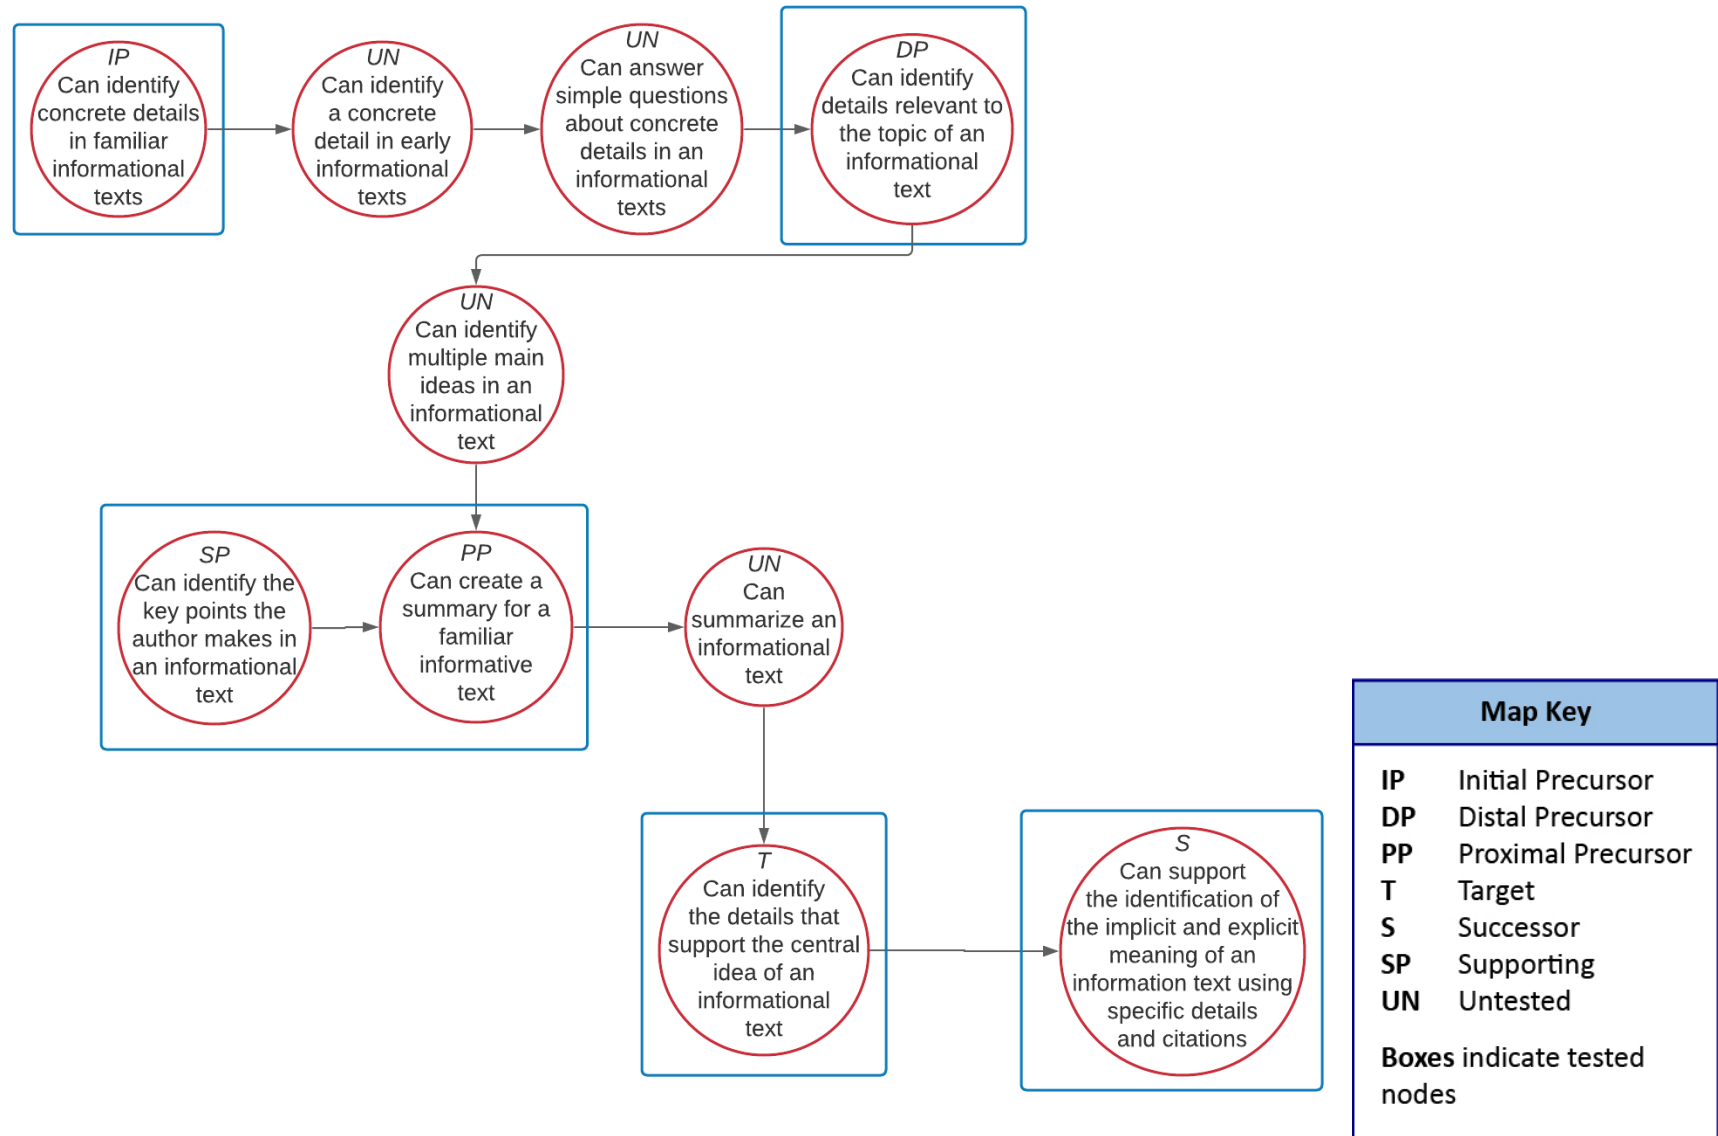 IP
Can identify
concrete details
in familiar
informational
texts
UN
Can identify
a concrete
detail in early
informational
texts
UN
Can answer
simple questions
about concrete
details in an
informational
texts
DP
Can identify
details relevant to
the topic of an
informational
text
UN
Can identify
multiple main
ideas in an
informational
text
SP
Can identify the
key points the
author makes in
an informational
text
PP
Can create a
summary for a
familiar
informative
text
UN
Can
summarize an
informational
text
T
Can identify
the details that
support the central
idea of an
informational
text
S
Can support
the identification of
the implicit and explicit
meaning of an
information text using
specific details
and citations
Map Key
IP Initial Precursor
DP Distal Precursor
PP Proximal Precursor
T Target
S Successor
SP Supporting
UN Untested
Boxes indicate tested
nodes